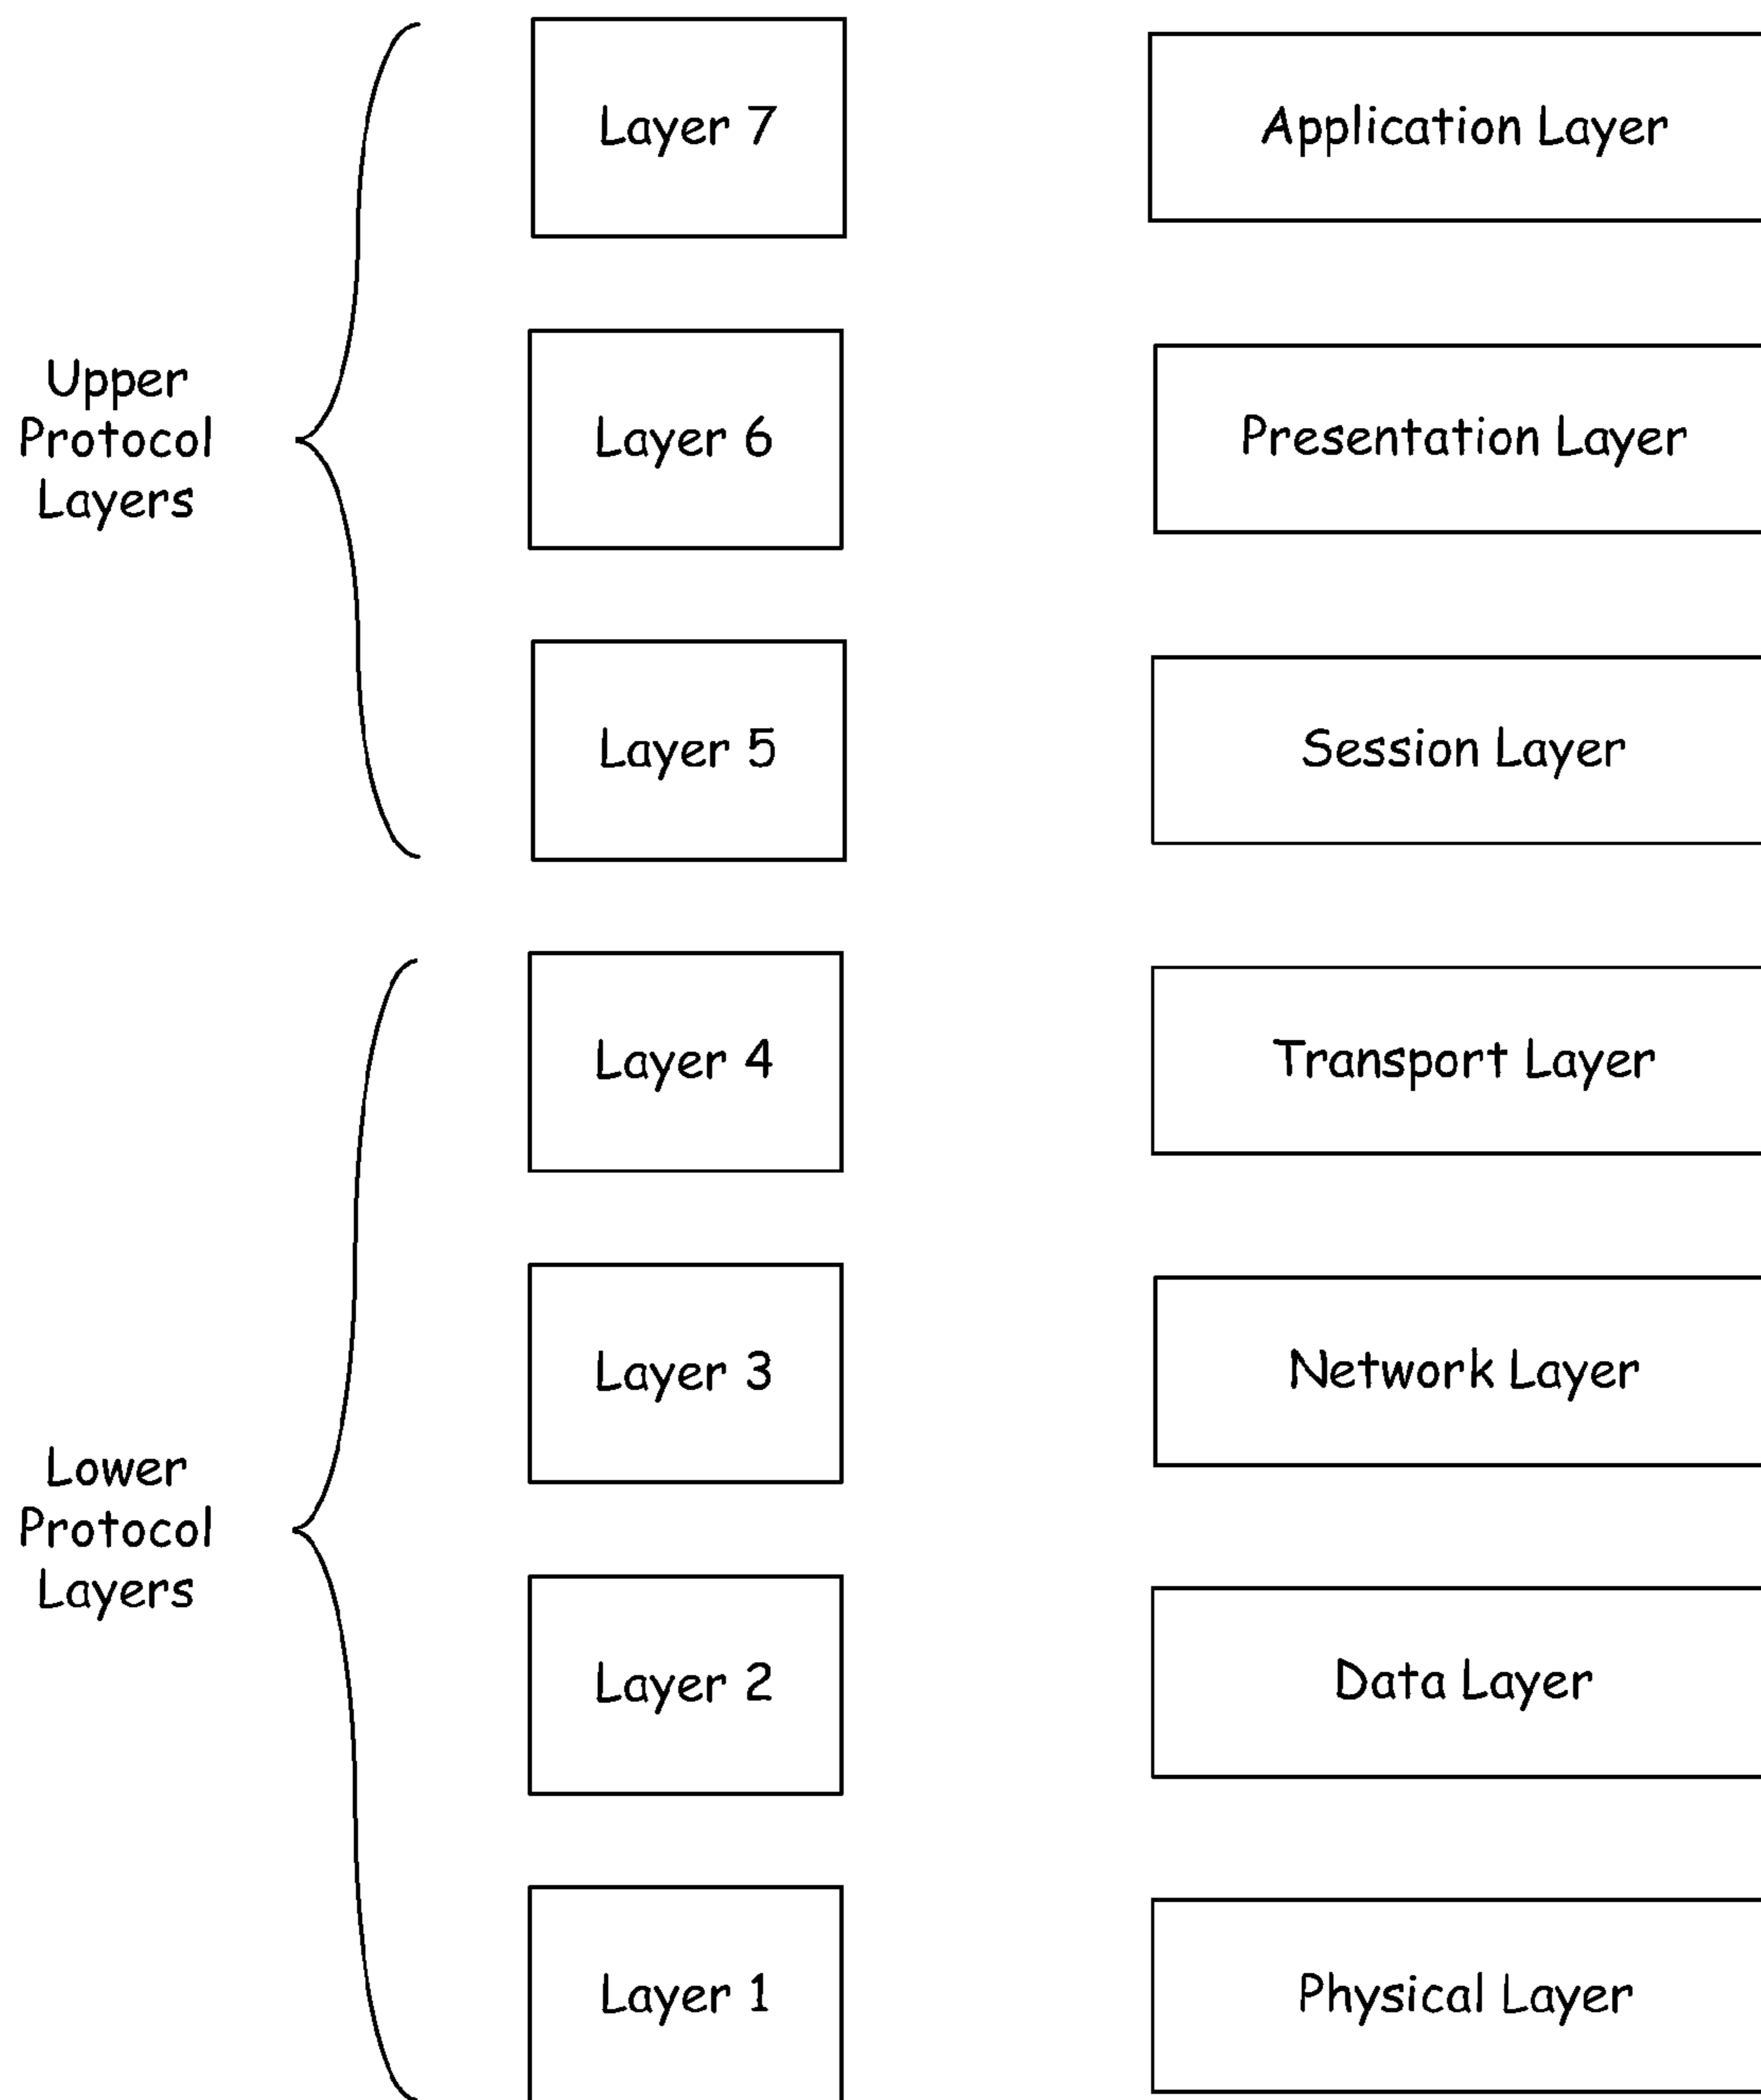 Layer 7
Application Layer
Upper
Protocol
Layers
Layer 6
Presentation Layer
Layer 5
Session Layer
Layer 4
Transport Layer
Layer 3
Network Layer
Lower
Protocol
Layers
Layer 2
Data Layer
Layer 1
Physical Layer